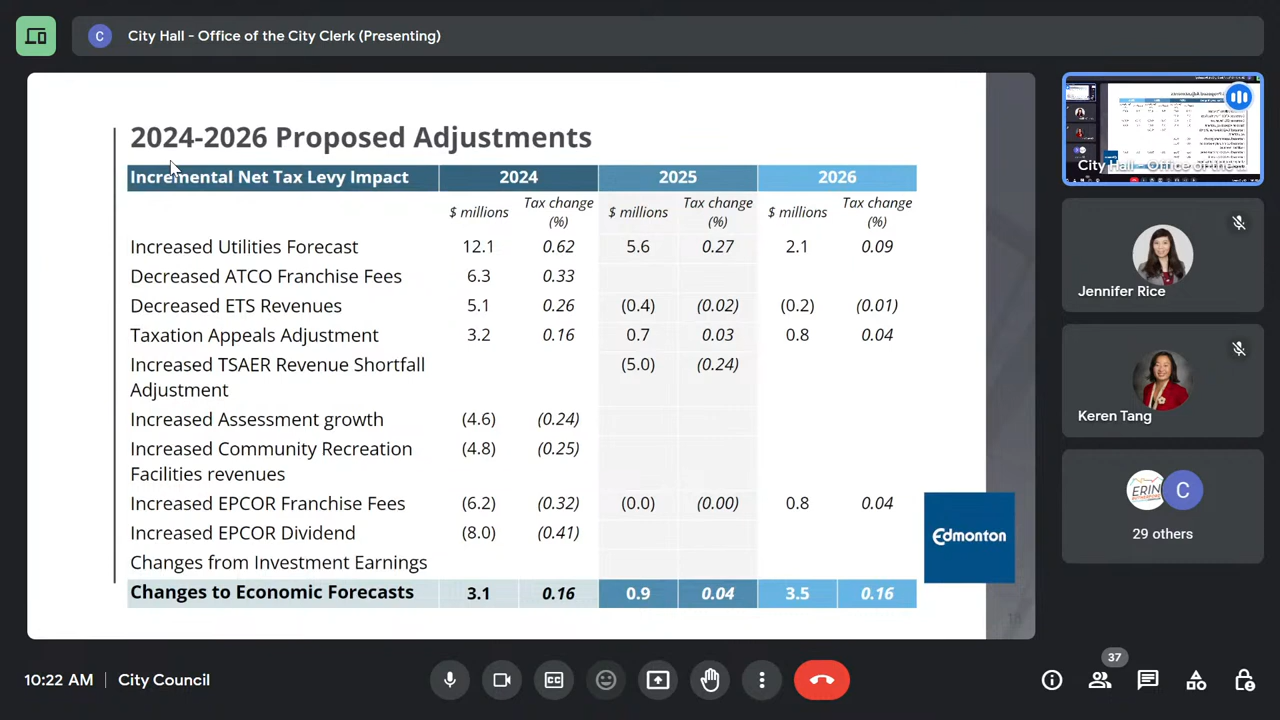 City Hall - Office of the City Clerk (Presenting)
2024-2026 Proposed Adjustments
Incremental Net Tax Levy Impact 2024 2025 2026
$ millions Tax change (%) $ millions Tax change (%) $ millions Tax change (%)
Increased Utilities Forecast 12.1 0.62 5.6 0.27 2.1 0.09
Decreased ATCO Franchise Fees 6.3 0.33
Decreased ETS Revenues 5.1 0.26 (0.4) (0.02) (0.2) (0.01)
Taxation Appeals Adjustment 3.2 0.16 0.7 0.03 0.8 0.04
Increased TSAER Revenue Shortfall (5.0) (0.24)
Adjustment
Increased Assessment growth (4.6) (0.24)
Increased Community Recreation (4.8) (0.25)
Facilities revenues
Increased EPCOR Franchise Fees (6.2) (0.32) (0.0) (0.00) 0.8 0.04
Increased EPCOR Dividend (8.0) (0.41)
Changes from Investment Earnings
Changes to Economic Forecasts 3.1 0.16 0.9 0.04 3.5 0.16
Edmonton
City Hall - Office of the
Jennifer Rice
Keren Tang
ERIN
C
29 others
10:22 AM | City Council
37